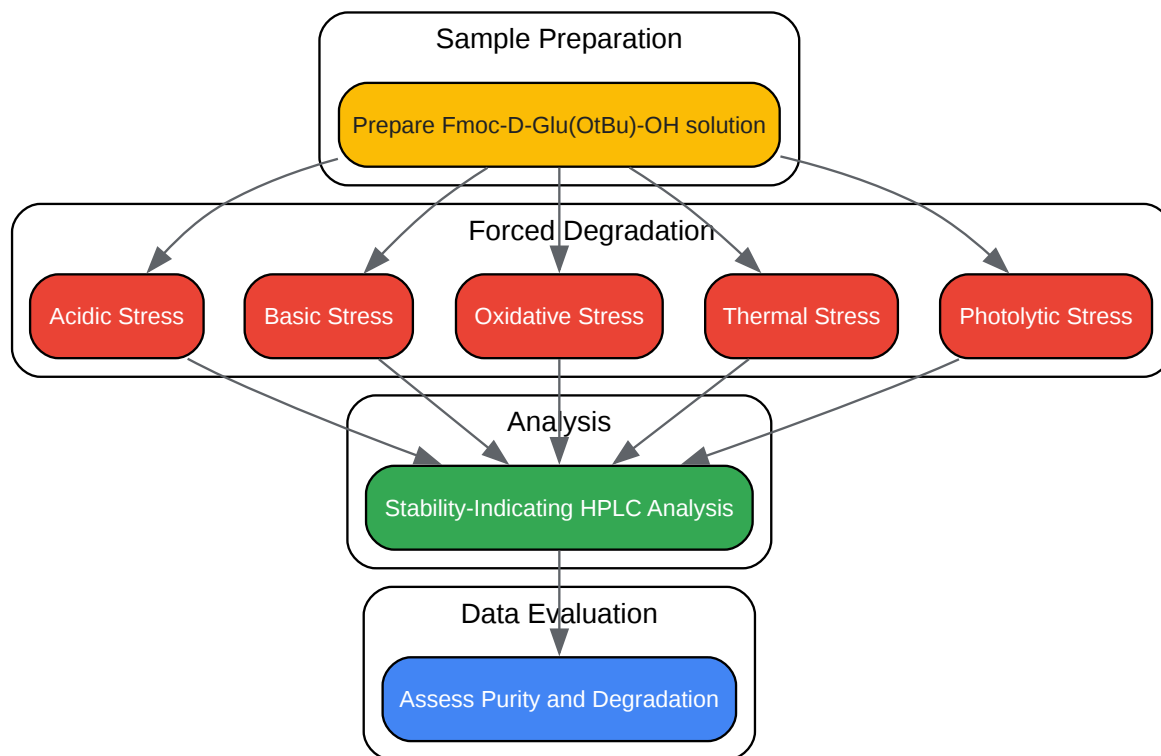 Sample Preparation
Prepare Fmoc-D-Glu(OtBu)-OH solution
Forced Degradation
Acidic Stress
Basic Stress
Oxidative Stress
Thermal Stress
Photolytic Stress
Analysis
Stability-Indicating HPLC Analysis
Data Evaluation
Assess Purity and Degradation